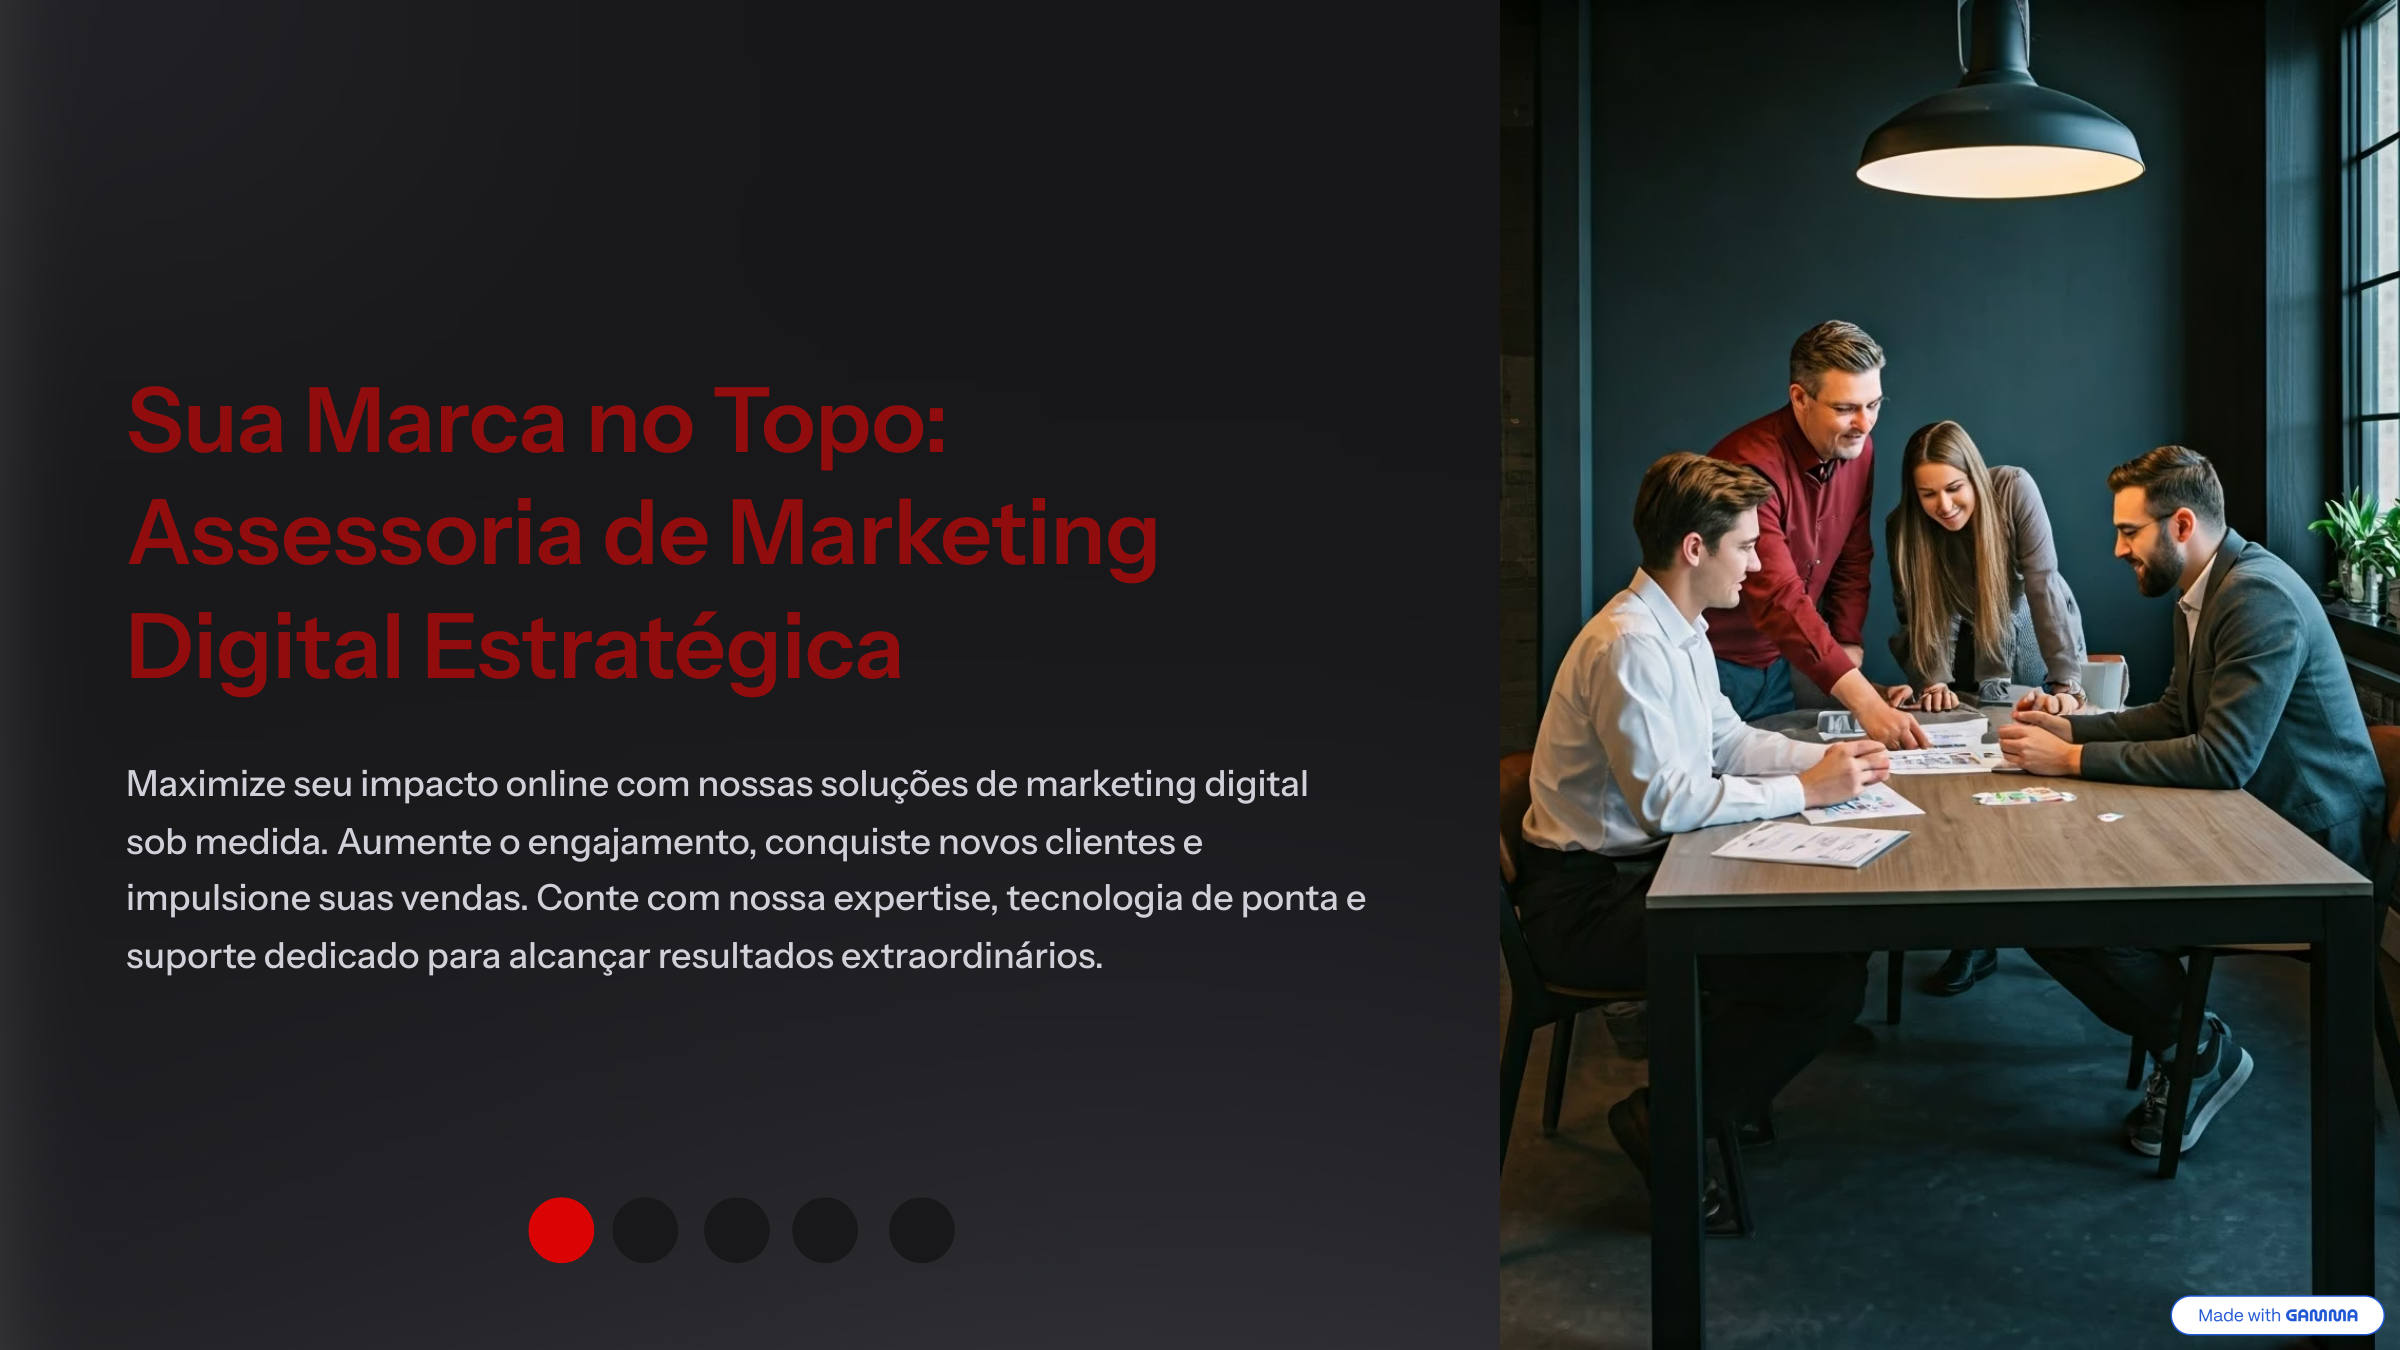 Sua Marca no Topo:
Assessoria de Marketing
Digital Estratégica
Maximize seu impacto online com nossas soluções de marketing digital
sob medida. Aumente o engajamento, conquiste novos clientes e
impulsione suas vendas. Conte com nossa expertise, tecnologia de ponta e
suporte dedicado para alcançar resultados extraordinários.
Made with GAMMA